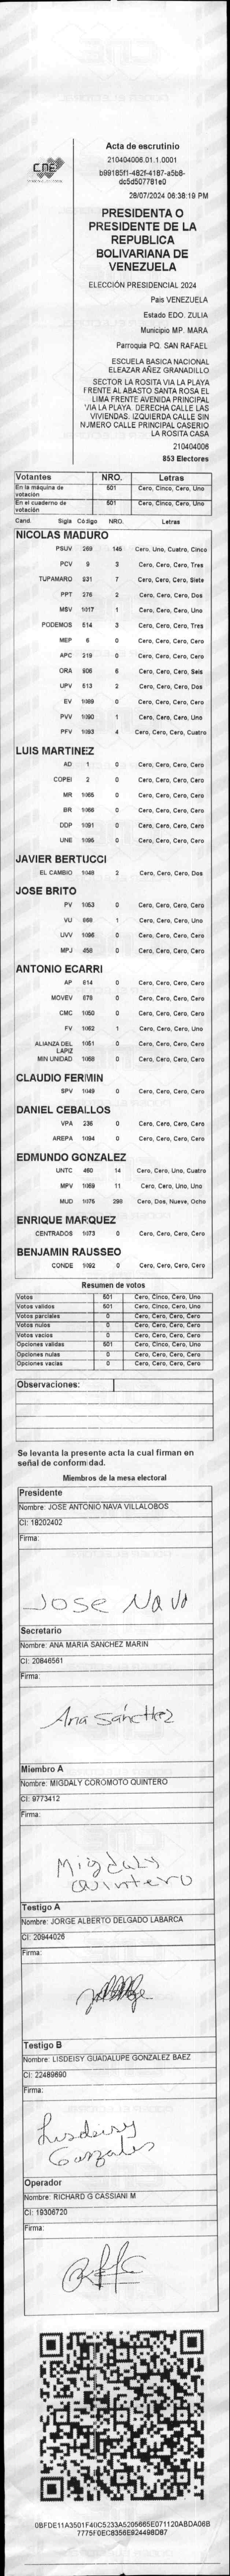 CNE
Acta de escrutinio
210404006.01.1.0001
b99185f1-482f-4187-a5b8-
dc5d507781e0
28/07/2024 06:38:19 PM
PRESIDENTA O
PRESIDENTE DE LA
REPUBLICA
BOLIVARIANA DE
VENEZUELA
ELECCIÓN PRESIDENCIAL 2024
País VENEZUELA
Estado EDO. ZULIA
Municipio MP. MARA
Parroquia PQ. SAN RAFAEL
ESCUELA BASICA NACIONAL
ELEAZAR AÑEZ GRANADILLO
SECTOR LA ROSITA VIA LA PLAYA
FRENTE AL ABASTO SANTA ROSA EL
LIMA FRENTE AVENIDA PRINCIPAL
VIA LA PLAYA. DERECHA CALLE LAS
VIVIENDAS. IZQUIERDA CALLE SIN
NUMERO CALLE PRINCIPAL CASERIO
LA ROSITA CASA
210404006
853 Electores
Votantes NRO. Letras
En la máquina de votación 501 Cero, Cinco, Cero, Uno
En el cuaderno de votación 501 Cero, Cinco, Cero, Uno
Cand. Sigla Código NRO. Letras
NICOLAS MADURO
PSUV 269 145 Cero, Uno, Cuatro, Cinco
PCV 9 3 Cero, Cero, Cero, Tres
TUPAMARO 931 7 Cero, Cero, Cero, Siete
PPT 276 2 Cero, Cero, Cero, Dos
MSV 1017 1 Cero, Cero, Cero, Uno
PODEMOS 514 3 Cero, Cero, Cero, Tres
MEP 6 0 Cero, Cero, Cero, Cero
APC 219 0 Cero, Cero, Cero, Cero
ORA 906 6 Cero, Cero, Cero, Seis
UPV 513 2 Cero, Cero, Cero, Dos
EV 1089 0 Cero, Cero, Cero, Cero
PVV 1090 1 Cero, Cero, Cero, Uno
PFV 1093 4 Cero, Cero, Cero, Cuatro
LUIS MARTINEZ
AD 1 0 Cero, Cero, Cero, Cero
COPEI 2 0 Cero, Cero, Cero, Cero
MR 1065 0 Cero, Cero, Cero, Cero
BR 1066 0 Cero, Cero, Cero, Cero
DDP 1091 0 Cero, Cero, Cero, Cero
UNE 1095 0 Cero, Cero, Cero, Cero
JAVIER BERTUCCI
EL CAMBIO 1048 2 Cero, Cero, Cero, Dos
JOSE BRITO
PV 1053 0 Cero, Cero, Cero, Cero
VU 868 1 Cero, Cero, Cero, Uno
UVV 1096 0 Cero, Cero, Cero, Cero
MPJ 458 0 Cero, Cero, Cero, Cero
ANTONIO ECARRI
AP 814 0 Cero, Cero, Cero, Cero
MOVEV 878 0 Cero, Cero, Cero, Cero
CMC 1050 0 Cero, Cero, Cero, Cero
FV 1062 1 Cero, Cero, Cero, Uno
ALIANZA DEL LAPIZ 1051 0 Cero, Cero, Cero, Cero
MIN UNIDAD 1068 0 Cero, Cero, Cero, Cero
CLAUDIO FERMIN
SPV 1049 0 Cero, Cero, Cero, Cero
DANIEL CEBALLOS
VPA 236 0 Cero, Cero, Cero, Cero
AREPA 1094 0 Cero, Cero, Cero, Cero
EDMUNDO GONZALEZ
UNTC 460 14 Cero, Cero, Uno, Cuatro
MPV 1069 11 Cero, Cero, Uno, Uno
MUD 1075 298 Cero, Dos, Nueve, Ocho
ENRIQUE MARQUEZ
CENTRADOS 1073 0 Cero, Cero, Cero, Cero
BENJAMIN RAUSSEO
CONDE 1092 0 Cero, Cero, Cero, Cero
Resumen de votos
Votos 501 Cero, Cinco, Cero, Uno
Votos validos 501 Cero, Cinco, Cero, Uno
Votos parciales 0 Cero, Cero, Cero, Cero
Votos nulos 0 Cero, Cero, Cero, Cero
Votos vacios 0 Cero, Cero, Cero, Cero
Opciones validas 501 Cero, Cinco, Cero, Uno
Opciones nulas 0 Cero, Cero, Cero, Cero
Opciones vacias 0 Cero, Cero, Cero, Cero
Observaciones:
Se levanta la presente acta la cual firman en
señal de conformidad.
Miembros de la mesa electoral
Presidente
Nombre: JOSE ANTONIO NAVA VILLALOBOS
CI: 18202402
Firma:
Jose Nava
Secretario
Nombre: ANA MARIA SANCHEZ MARIN
CI: 20846561
Firma:
Ana Sanchez
Miembro A
Nombre: MIGDALY COROMOTO QUINTERO
CI: 9773412
Firma:
Migdaly
Quintero
Testigo A
Nombre: JORGE ALBERTO DELGADO LABARCA
CI: 20944026
Firma:
Testigo B
Nombre: LISDEISY GUADALUPE GONZALEZ BAEZ
CI: 22489690
Firma:
Lisdeisy
Gonzalez
Operador
Nombre: RICHARD G CASSIANI M
CI: 19306720
Firma:
0BFDE11A3501F40C5233A5205665E071120ABDA06B
7775F0EC8356E924498D87